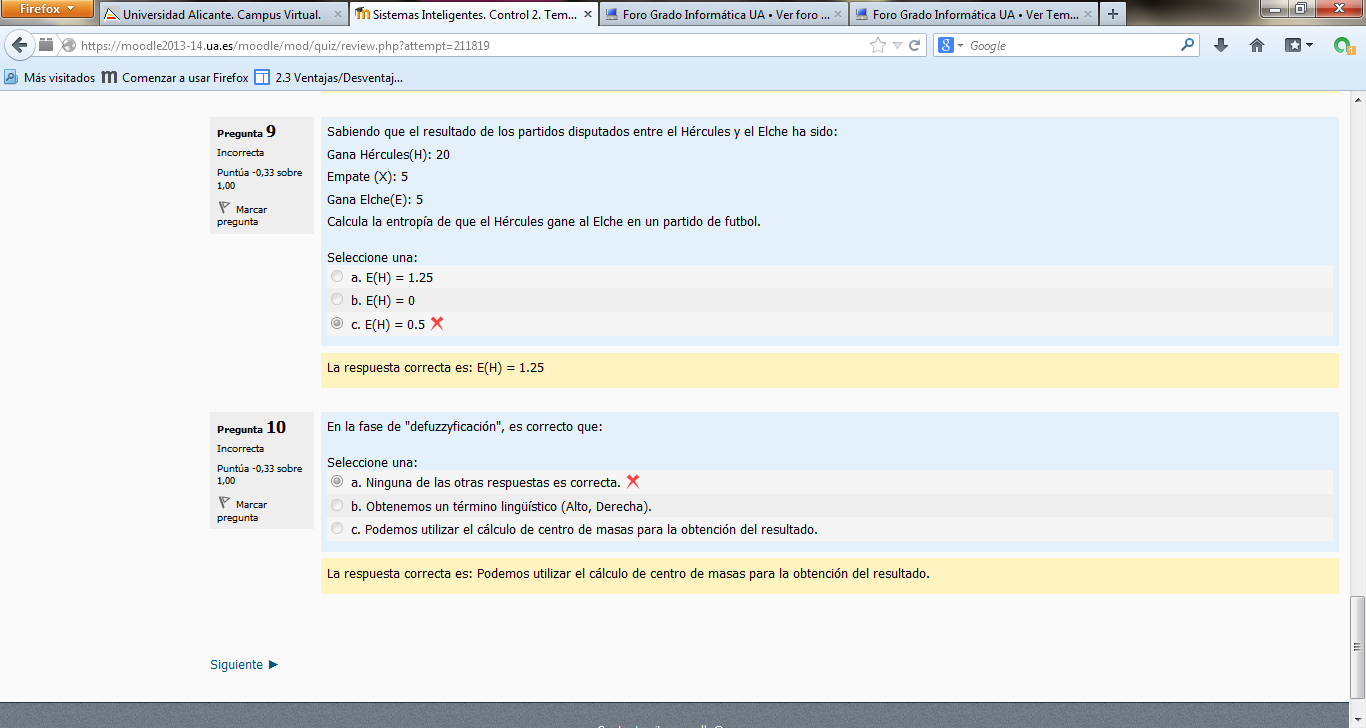 Firefox
Universidad Alicante. Campus Virtual.
Sistemas Inteligentes. Control 2. Tem...
Foro Grado Informática UA • Ver foro ...
Foro Grado Informática UA • Ver Tem...
https://moodle2013-14.ua.es/moodle/mod/quiz/review.php?attempt=211819
Google
Más visitados
Comenzar a usar Firefox
2.3 Ventajas/Desventaj...
Pregunta 9
Incorrecta
Puntúa -0,33 sobre
1,00
Marcar
pregunta
Sabiendo que el resultado de los partidos disputados entre el Hércules y el Elche ha sido:
Gana Hércules(H): 20
Empate (X): 5
Gana Elche(E): 5
Calcula la entropía de que el Hércules gane al Elche en un partido de futbol.
Seleccione una:
a. E(H) = 1.25
b. E(H) = 0
c. E(H) = 0.5
La respuesta correcta es: E(H) = 1.25
Pregunta 10
Incorrecta
Puntúa -0,33 sobre
1,00
Marcar
pregunta
En la fase de "defuzzyficación", es correcto que:
Seleccione una:
a. Ninguna de las otras respuestas es correcta.
b. Obtenemos un término lingüístico (Alto, Derecha).
c. Podemos utilizar el cálculo de centro de masas para la obtención del resultado.
La respuesta correcta es: Podemos utilizar el cálculo de centro de masas para la obtención del resultado.
Siguiente